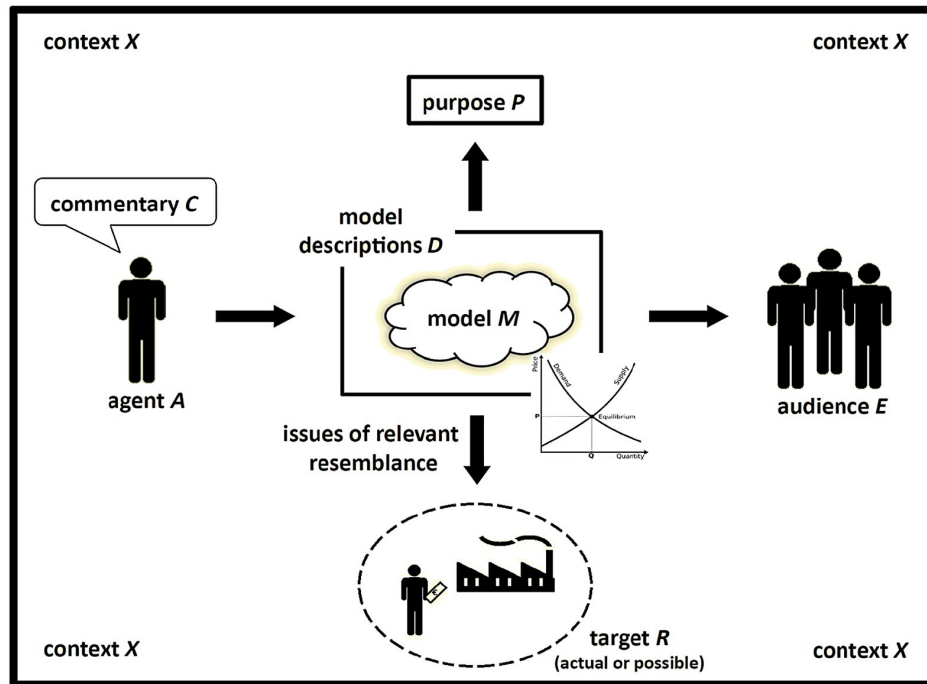 context X
context X
purpose P
commentary C
model
descriptions D
model M
agent A
audience E
Price
Demand
Supply
P
Equilibrium
Q
Quantity
issues of relevant
resemblance
€
target R
(actual or possible)
context X
context X